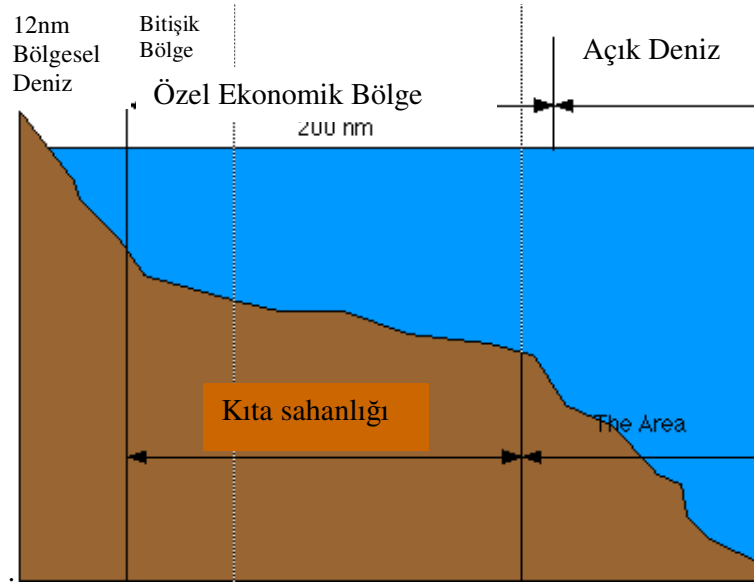 12nm
Bölgesel
Deniz
Bitişik
Bölge
Açık Deniz
Özel Ekonomik Bölge
200 nm
Kıta sahanlığı
The Area
.